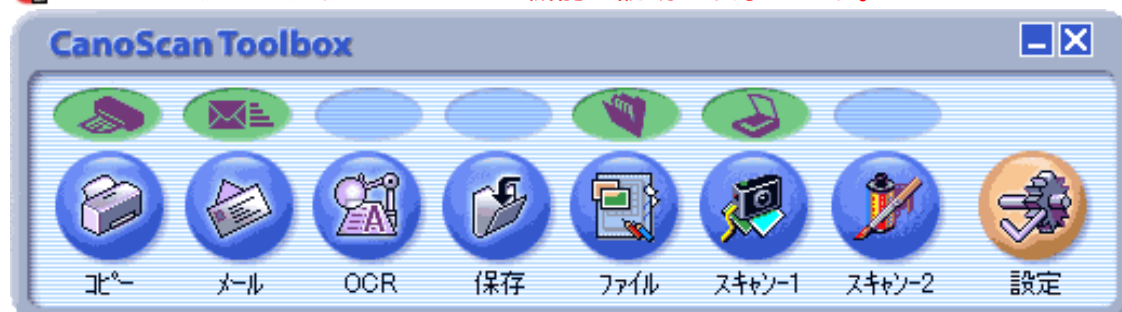 CanoScan Toolbox
ｺﾋﾟｰ ﾒｰﾙ OCR 保存 ﾌｧｲﾙ ｽｷｬﾝ-1 ｽｷｬﾝ-2 設定